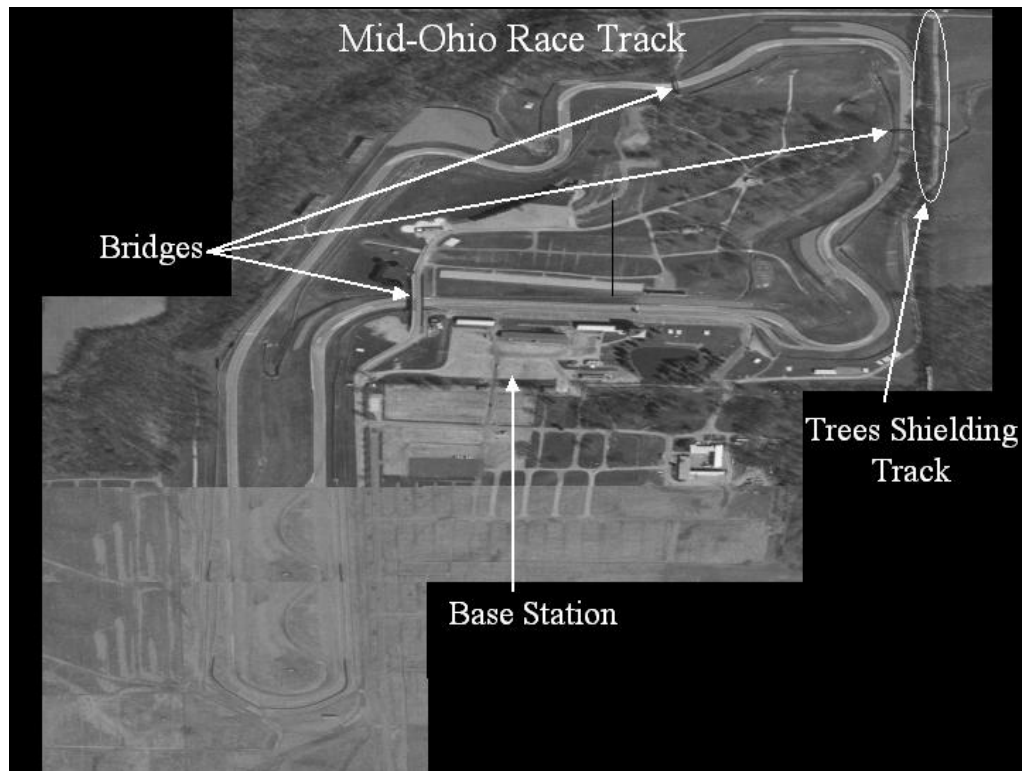 Mid-Ohio Race Track
Bridges
Trees Shielding
Track
Base Station